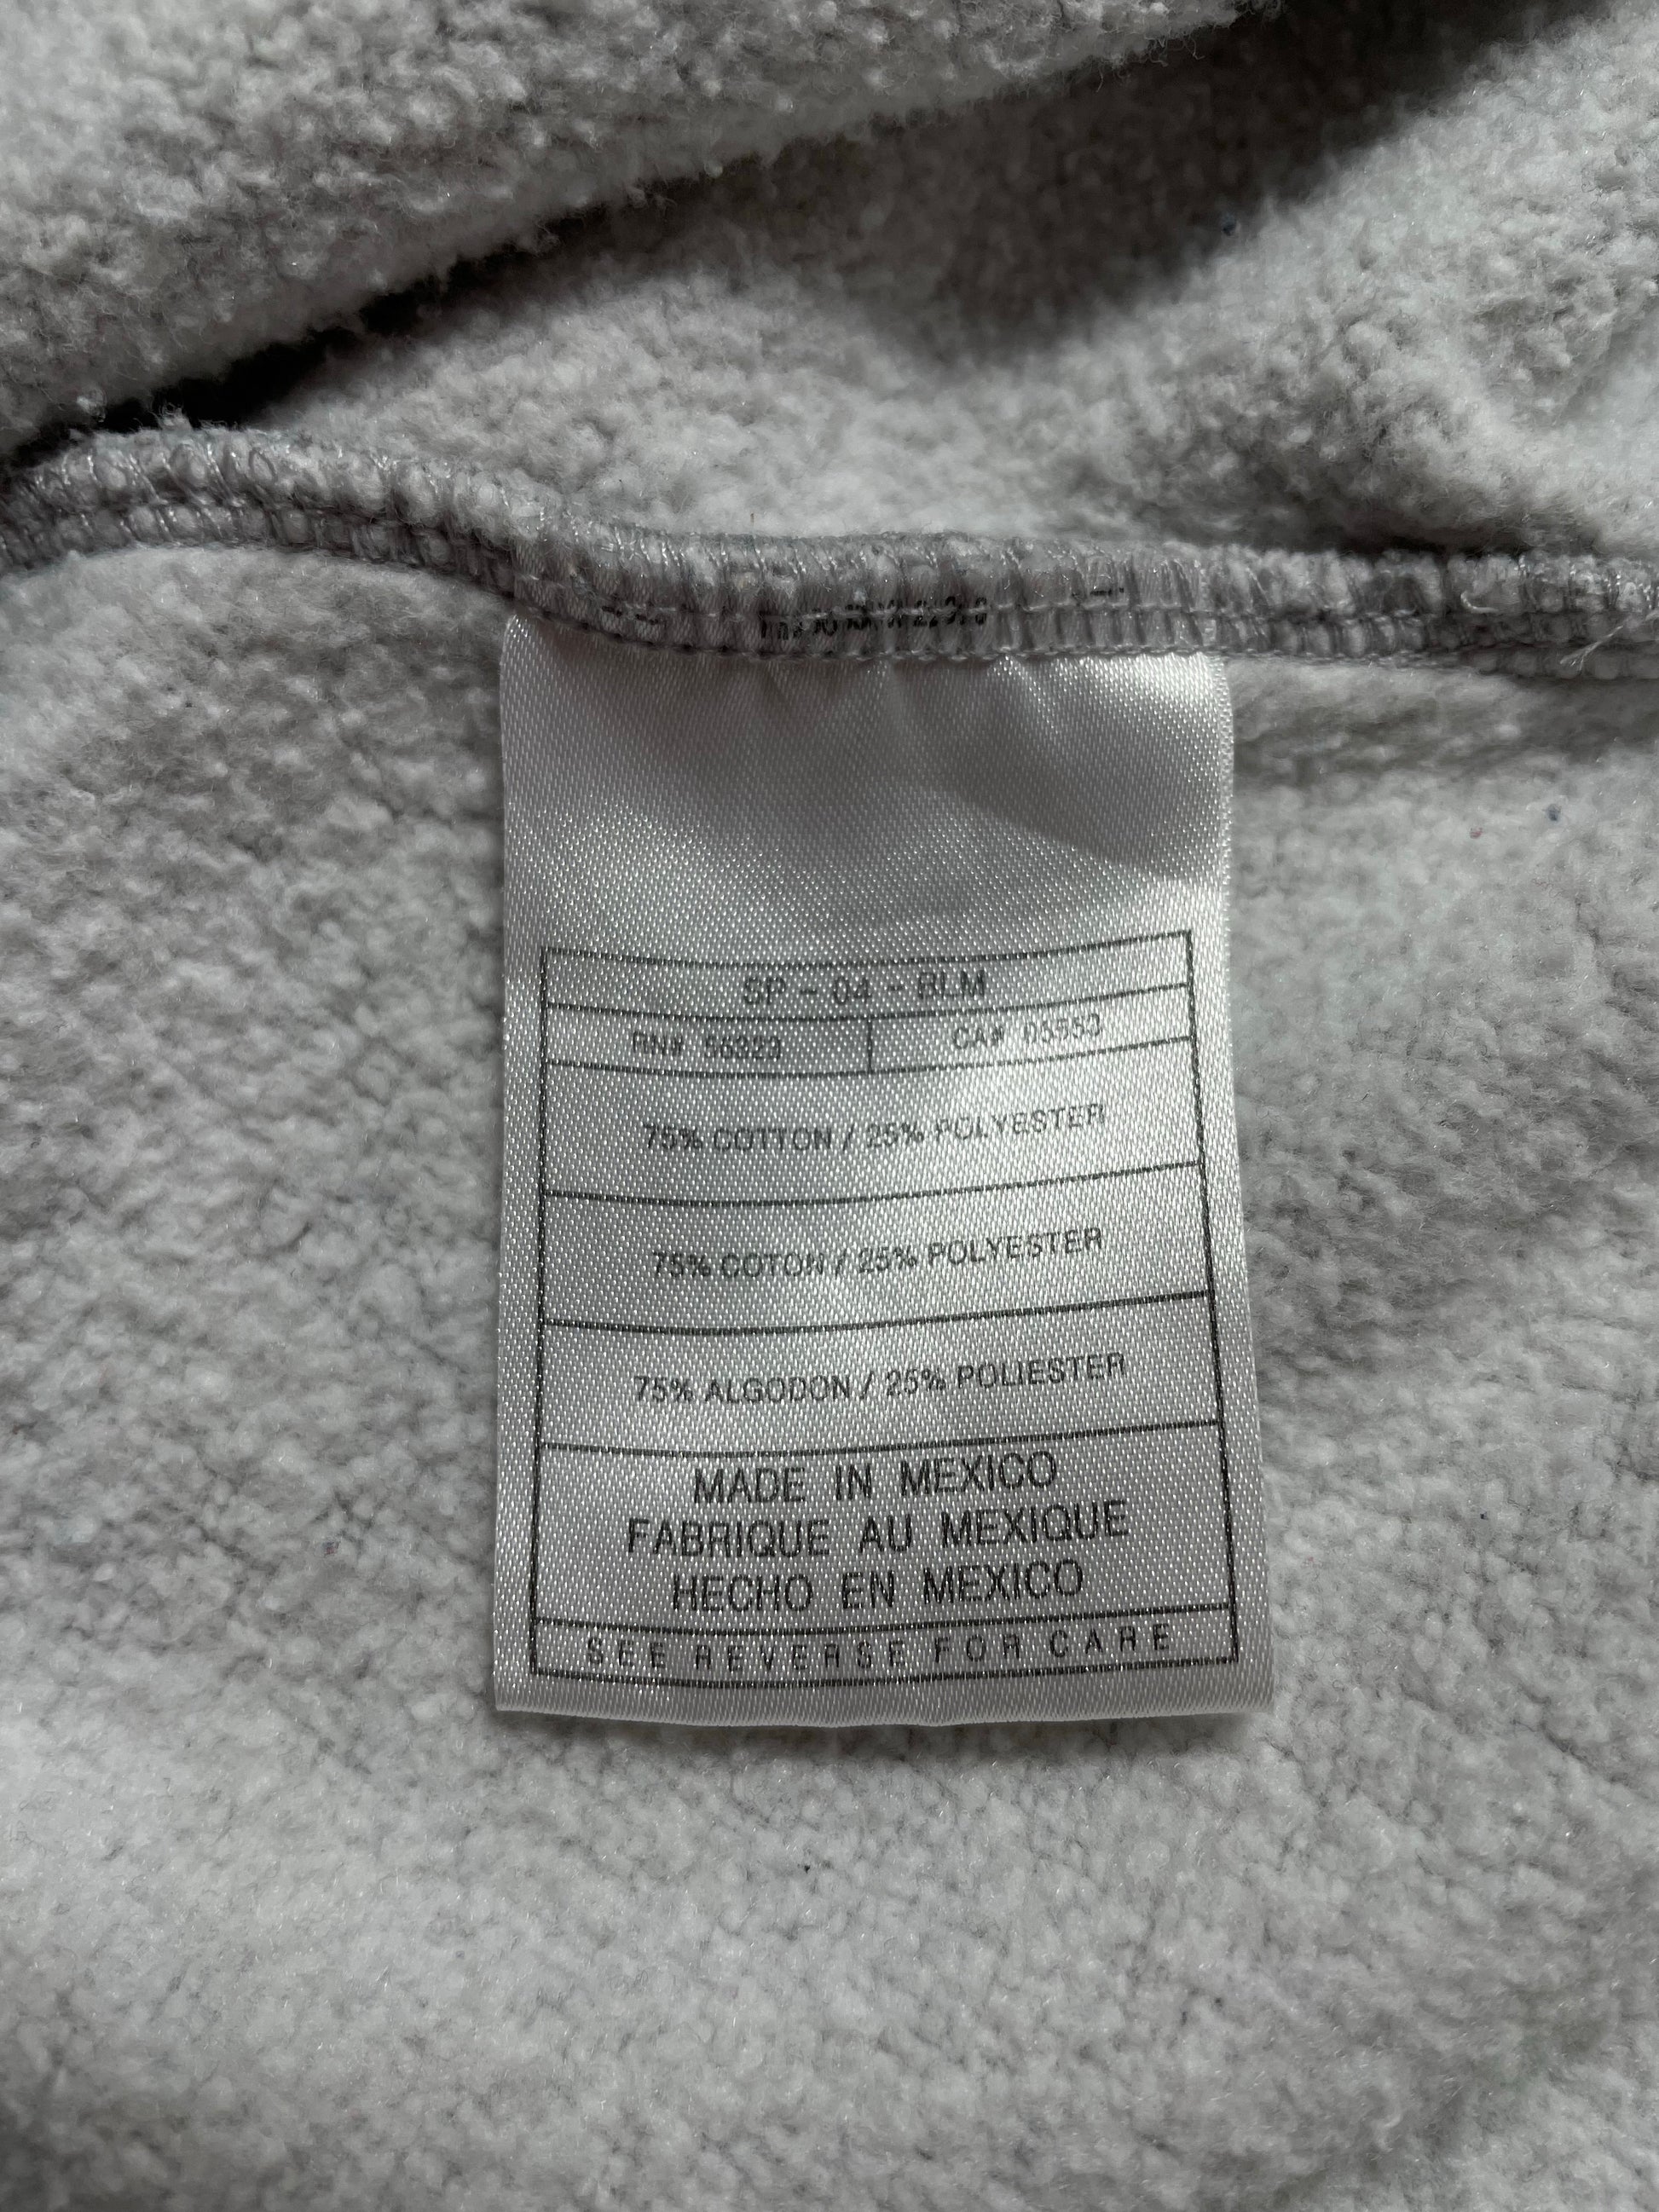 SP - 04 - BLM
RN# 56323 CA# 03553
75% COTTON / 25% POLYESTER
75% COTON / 25% POLYESTER
75% ALGODON / 25% POLIESTER
MADE IN MEXICO
FABRIQUE AU MEXIQUE
HECHO EN MEXICO
SEE REVERSE FOR CARE